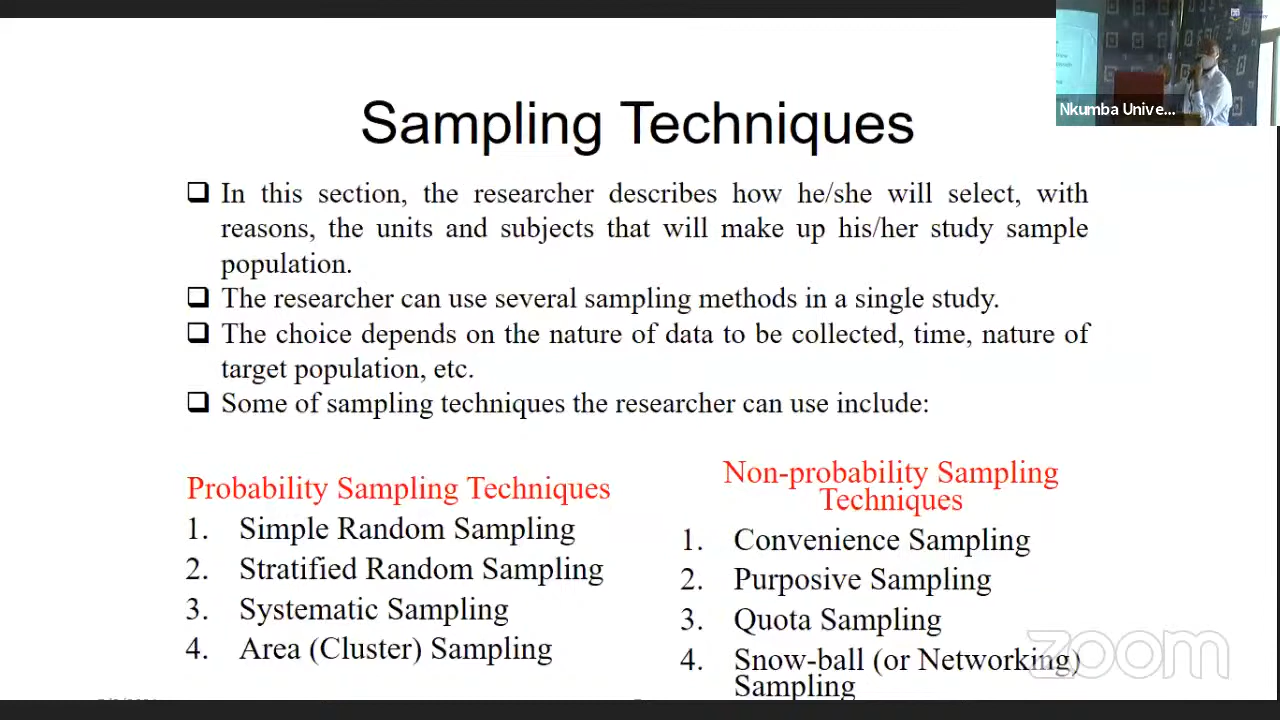 Nkumba Unive...
Sampling Techniques
❑ In this section, the researcher describes how he/she will select, with
reasons, the units and subjects that will make up his/her study sample
population.
❑ The researcher can use several sampling methods in a single study.
❑ The choice depends on the nature of data to be collected, time, nature of
target population, etc.
❑ Some of sampling techniques the researcher can use include:
Probability Sampling Techniques
1. Simple Random Sampling
2. Stratified Random Sampling
3. Systematic Sampling
4. Area (Cluster) Sampling
Non-probability Sampling
Techniques
1. Convenience Sampling
2. Purposive Sampling
3. Quota Sampling
4. Snow-ball (or Networking)
Sampling
zoom